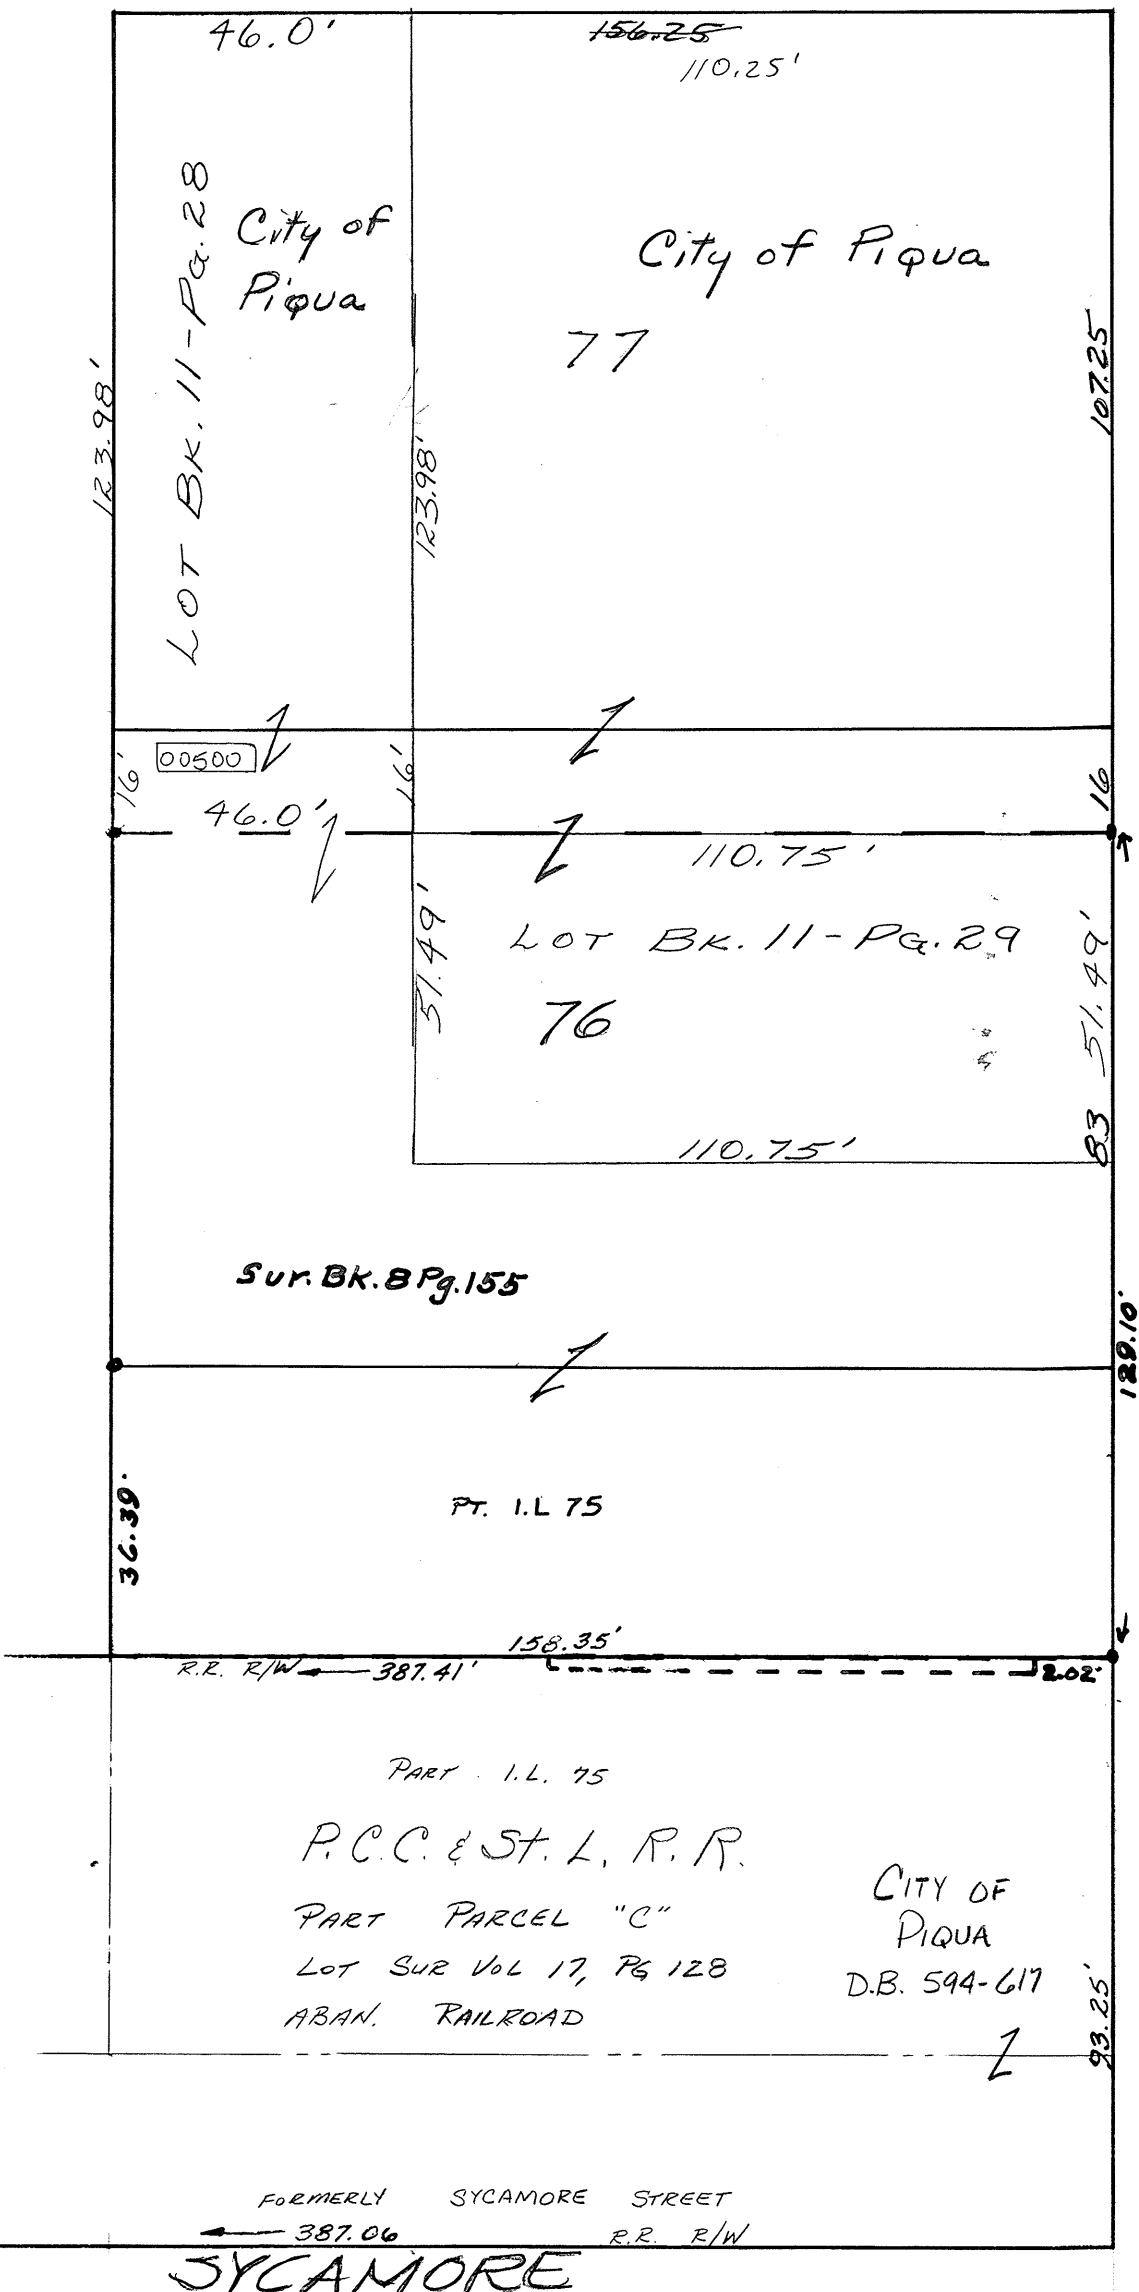 46.0'
156.25
110.25'
LOT BK. 11-PG. 28
City of
Piqua
City of Piqua
77
107.25
123.98'
123.98'
00500
16'
16'
16
46.0'
110.75'
51.49'
LOT BK. 11-PG. 29
51.49'
76
83
110.75'
Sur. BK. 8 Pg. 155
129.10'
36.39'
PT. I.L 75
158.35'
R.R. R/W
387.41'
2.02'
PART I.L. 75
P.C.C. & St. L. R.R.
PART PARCEL "C"
LOT SUR VOL 17, PG 128
ABAN. RAILROAD
CITY OF
PIQUA
D.B. 594-617
93.25'
FORMERLY SYCAMORE STREET
387.06
R.R. R/W
SYCAMORE